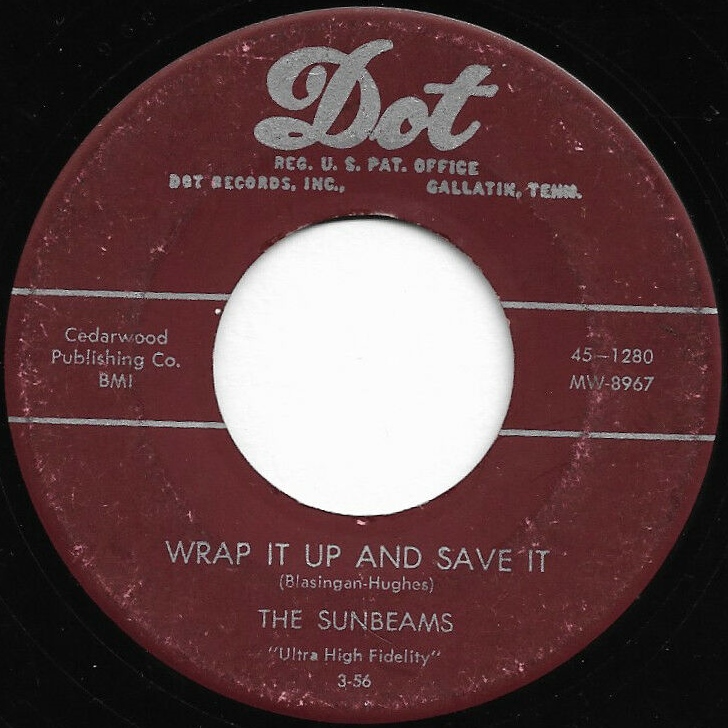 Dot
REG. U. S. PAT. OFFICE
DOT RECORDS, INC., GALLATIN, TENN.
Cedarwood
Publishing Co.
BMI
45-1280
MW-8967
WRAP IT UP AND SAVE IT
(Blasingan-Hughes)
THE SUNBEAMS
"Ultra High Fidelity"
3-56